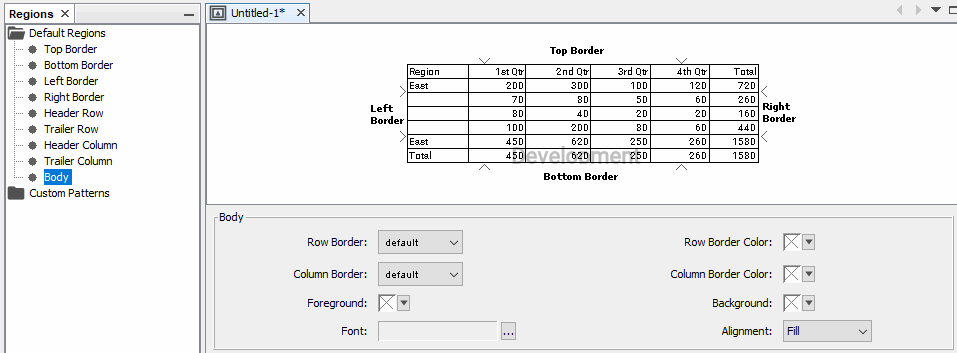 Regions
Untitled-1*
Default Regions
Top Border
Bottom Border
Left Border
Right Border
Header Row
Trailer Row
Header Column
Trailer Column
Body
Custom Patterns
Top Border
Left Border
Right Border
Region 1st Qtr 2nd Qtr 3rd Qtr 4th Qtr Total
East 200 300 100 120 720
70 80 50 60 260
80 40 20 20 160
100 200 80 60 440
East 450 620 250 260 1580
Total 450 620 250 260 1580
Development
Bottom Border
Body
Row Border: default Row Border Color:
Column Border: default Column Border Color:
Foreground: Background:
Font: ... Alignment: Fill